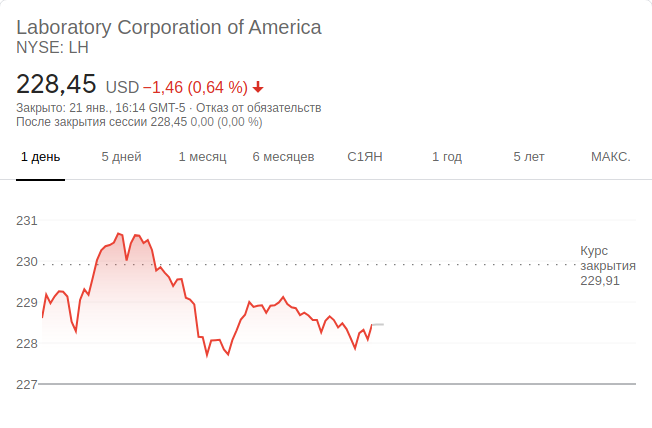 Laboratory Corporation of America
NYSE: LH
228,45 USD −1,46 (0,64 %)
Закрыто: 21 янв., 16:14 GMT-5 · Отказ от обязательств
После закрытия сессии 228,45 0,00 (0,00 %)
1 день 5 дней 1 месяц 6 месяцев С1ЯН 1 год 5 лет МАКС.
231
230
229
228
227
Курс
закрытия
229,91